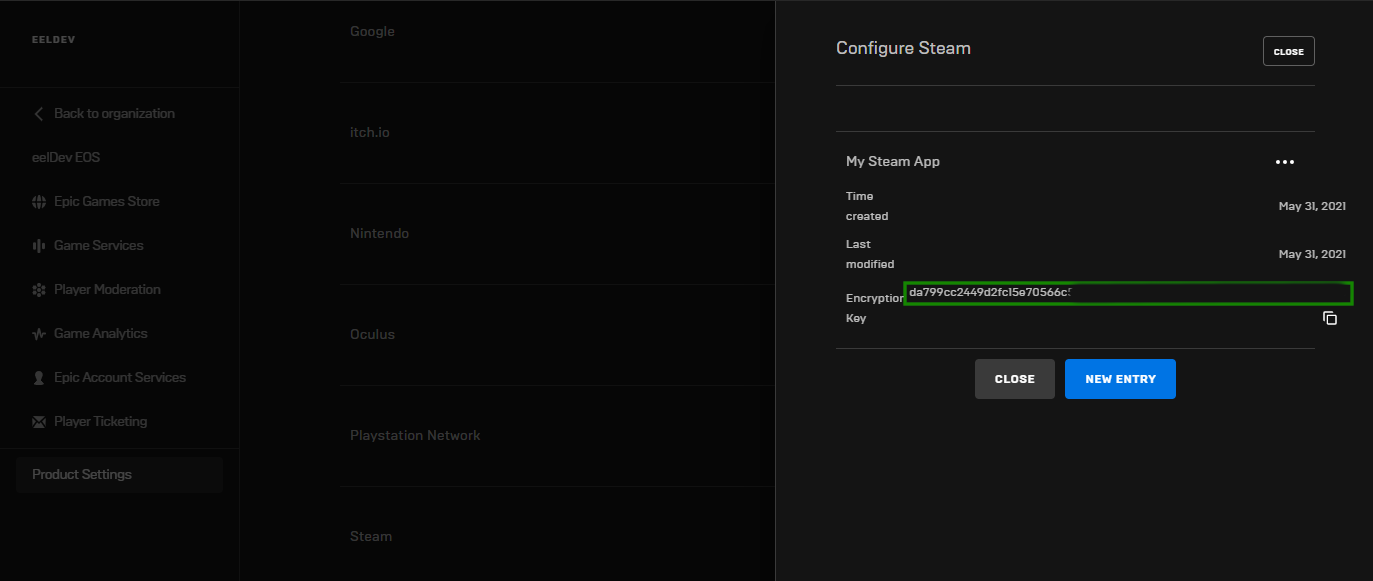 EELDEV
Back to organization
eelDev EOS
Epic Games Store
Game Services
Player Moderation
Game Analytics
Epic Account Services
Player Ticketing
Product Settings
Google
itch.io
Nintendo
Oculus
Playstation Network
Steam
Configure Steam
CLOSE
My Steam App
Time
created
May 31, 2021
Last
modified
May 31, 2021
Encryption
Key
da799cc2449d2fc15e70566c
CLOSE
NEW ENTRY